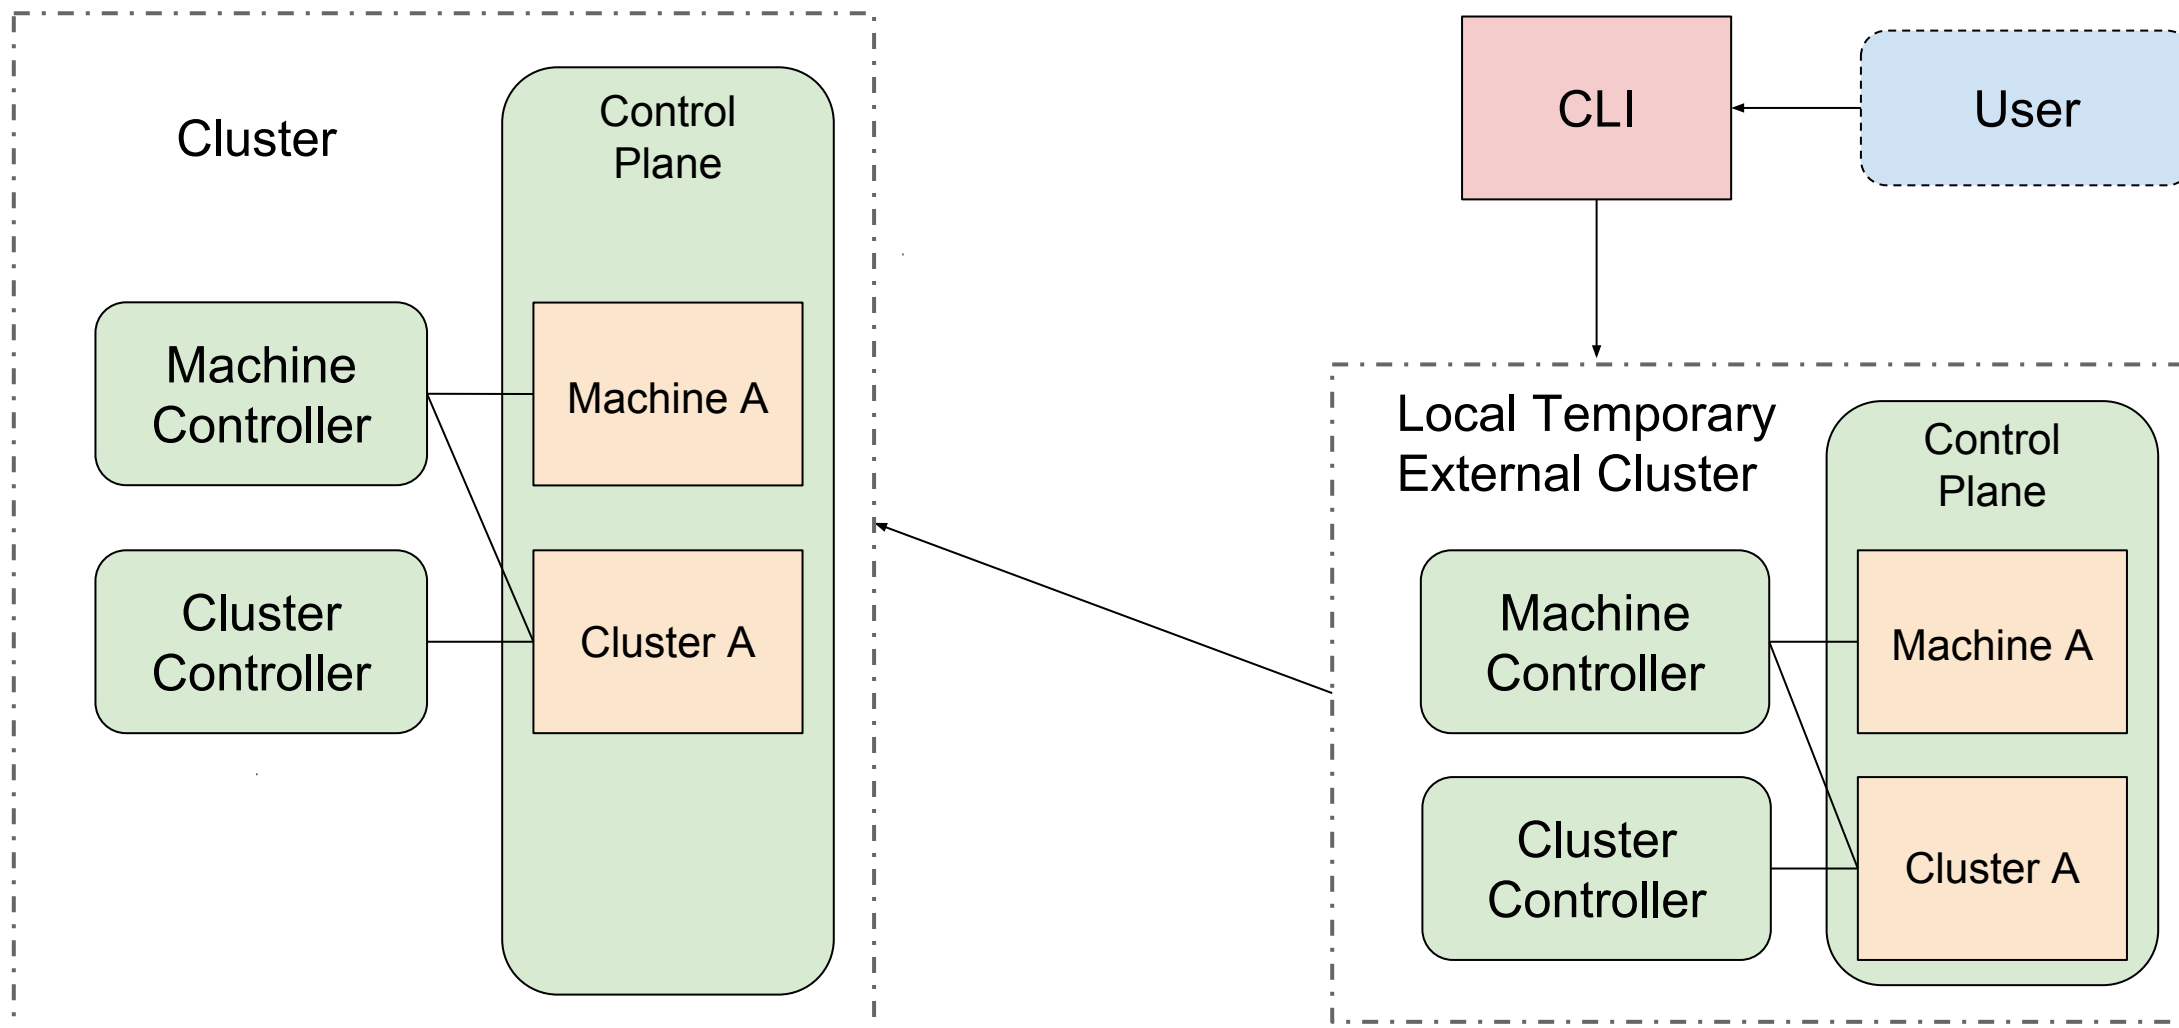 Cluster
Control
Plane
Machine
Controller
Machine A
Cluster
Controller
Cluster A
CLI
User
Local Temporary
External Cluster
Control
Plane
Machine
Controller
Machine A
Cluster
Controller
Cluster A